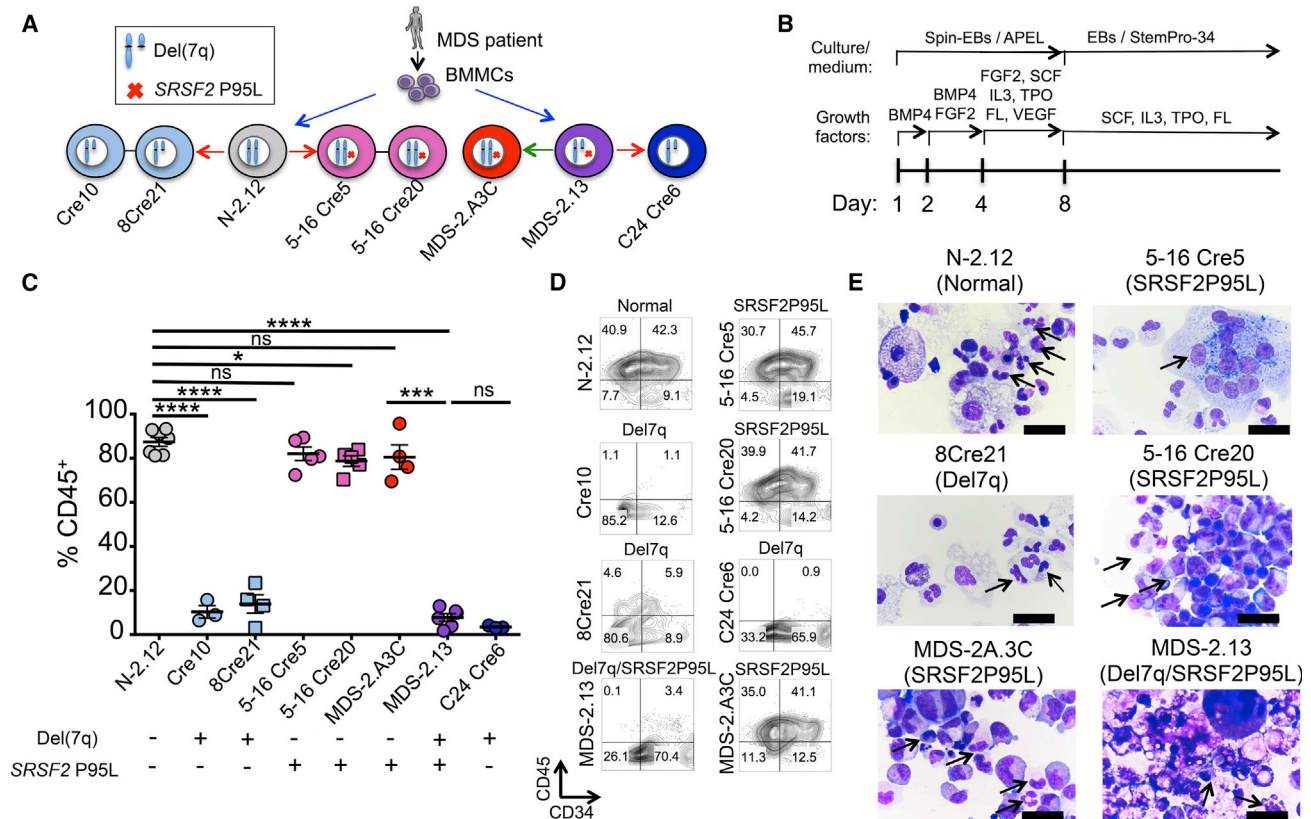 A
Del(7q)
SRSF2 P95L
MDS patient
BMMCs
Cre10
8Cre21
N-2.12
5-16 Cre5
5-16 Cre20
MDS-2.A3C
MDS-2.13
C24 Cre6
B
Culture/
medium:
Spin-EBs / APEL
EBs / StemPro-34
Growth
factors:
BMP4
BMP4
FGF2
FGF2, SCF
IL3, TPO
FL, VEGF
SCF, IL3, TPO, FL
Day: 1 2 4 8
C
****
ns
*
ns
****
****
***
ns
% CD45+
100
80
60
40
20
0
N-2.12
Cre10
8Cre21
5-16 Cre5
5-16 Cre20
MDS-2.A3C
MDS-2.13
C24 Cre6
Del(7q) - + + - - - + +
SRSF2 P95L - - - + + + + -
D
Normal
N-2.12
40.9 42.3
7.7 9.1
SRSF2P95L
5-16 Cre5
30.7 45.7
4.5 19.1
Del7q
Cre10
1.1 1.1
85.2 12.6
SRSF2P95L
5-16 Cre20
39.9 41.7
4.2 14.2
Del7q
8Cre21
4.6 5.9
80.6 8.9
Del7q
C24 Cre6
0.0 0.9
33.2 65.9
Del7q/SRSF2P95L
MDS-2.13
0.1 3.4
26.1 70.4
SRSF2P95L
MDS-2.A3C
35.0 41.1
11.3 12.5
CD45
CD34
E
N-2.12
(Normal)
5-16 Cre5
(SRSF2P95L)
8Cre21
(Del7q)
5-16 Cre20
(SRSF2P95L)
MDS-2A.3C
(SRSF2P95L)
MDS-2.13
(Del7q/SRSF2P95L)